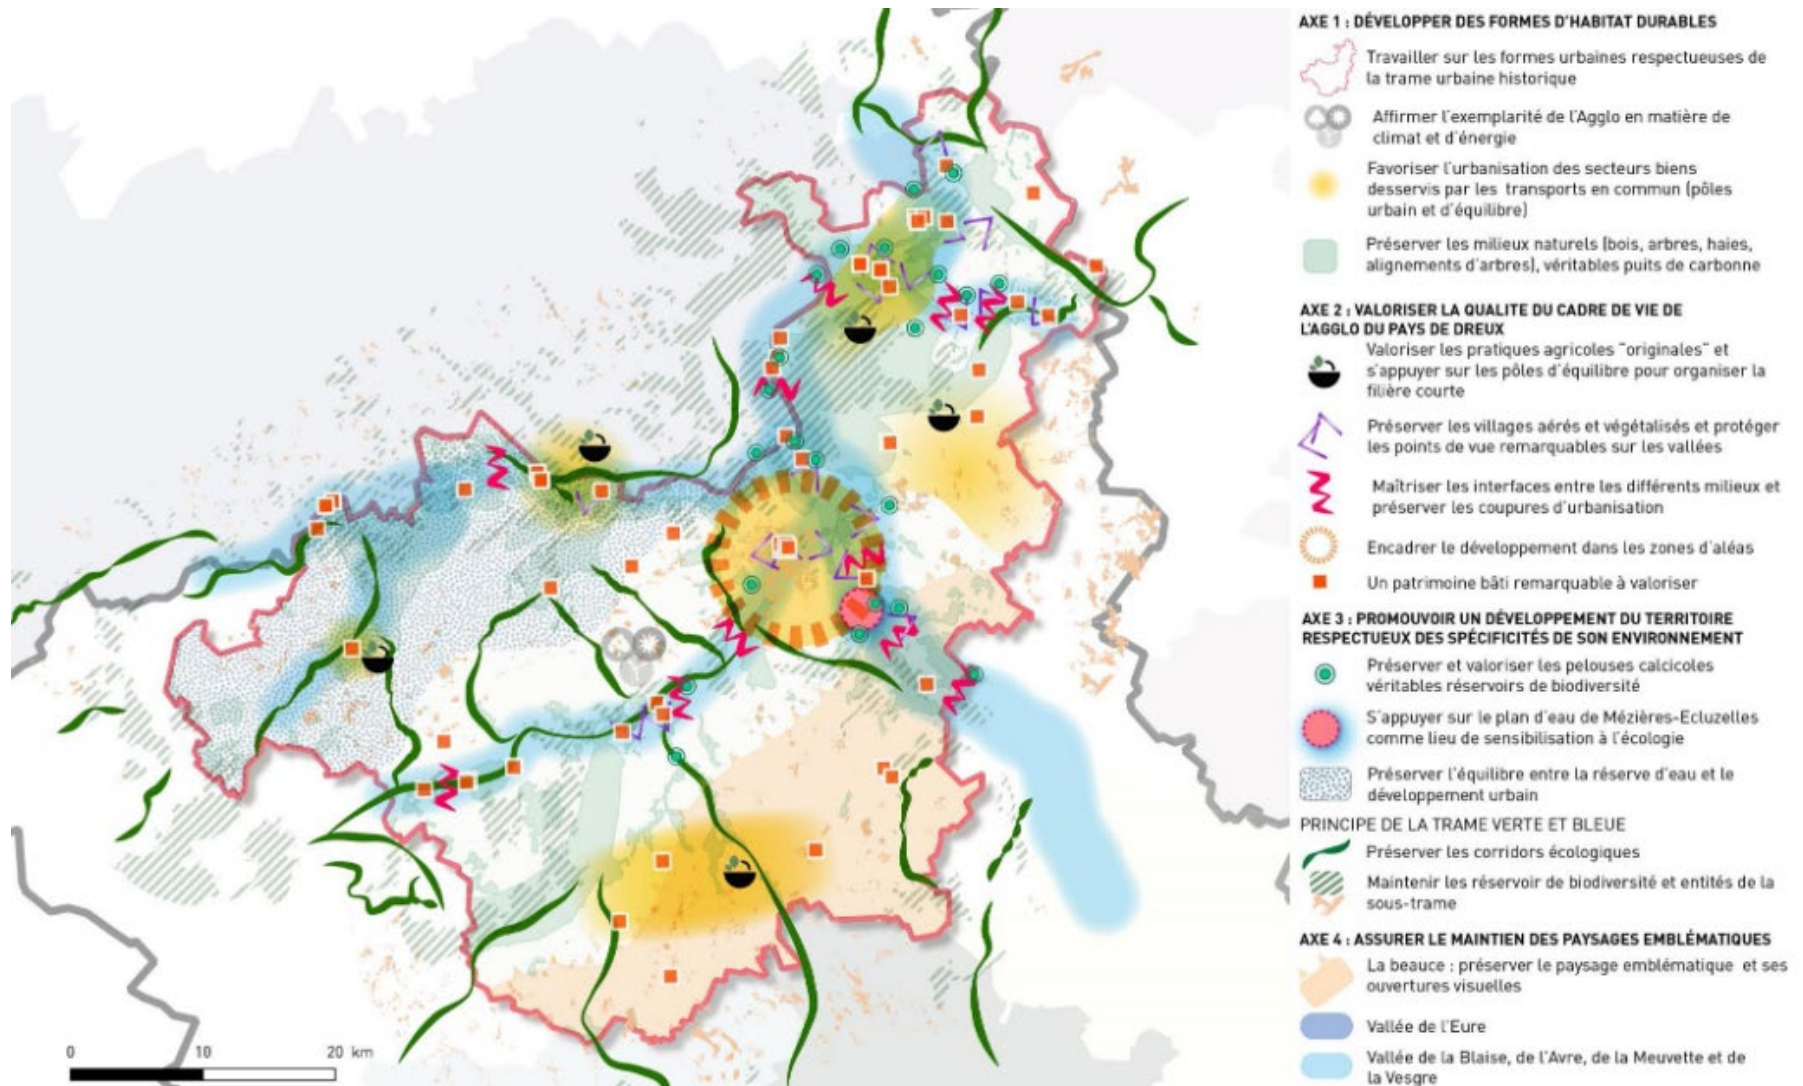 AXE 1 : DÉVELOPPER DES FORMES D'HABITAT DURABLES
Travailler sur les formes urbaines respectueuses de
la trame urbaine historique
Affirmer l'exemplarité de l'Agglo en matière de
climat et d'énergie
Favoriser l'urbanisation des secteurs biens
desservis par les transports en commun (pôles
urbain et d'équilibre)
Préserver les milieux naturels (bois, arbres, haies,
alignements d'arbres), véritables puits de carbonne
AXE 2 : VALORISER LA QUALITE DU CADRE DE VIE DE
L'AGGLO DU PAYS DE DREUX
Valoriser les pratiques agricoles "originales" et
s'appuyer sur les pôles d'équilibre pour organiser la
filière courte
Préserver les villages aérés et végétalisés et protéger
les points de vue remarquables sur les vallées
Maîtriser les interfaces entre les différents milieux et
préserver les coupures d'urbanisation
Encadrer le développement dans les zones d'aléas
Un patrimoine bâti remarquable à valoriser
AXE 3 : PROMOUVOIR UN DÉVELOPPEMENT DU TERRITOIRE
RESPECTUEUX DES SPÉCIFICITÉS DE SON ENVIRONNEMENT
Préserver et valoriser les pelouses calcicoles
véritables réservoirs de biodiversité
S'appuyer sur le plan d'eau de Mézières-Ecluzelles
comme lieu de sensibilisation à l'écologie
Préserver l'équilibre entre la réserve d'eau et le
développement urbain
PRINCIPE DE LA TRAME VERTE ET BLEUE
Préserver les corridors écologiques
Maintenir les réservoir de biodiversité et entités de la
sous-trame
AXE 4 : ASSURER LE MAINTIEN DES PAYSAGES EMBLÉMATIQUES
La beauce : préserver le paysage emblématique et ses
ouvertures visuelles
Vallée de l'Eure
Vallée de la Blaise, de l'Avre, de la Meuvette et de
la Vesgre
0 10 20 km